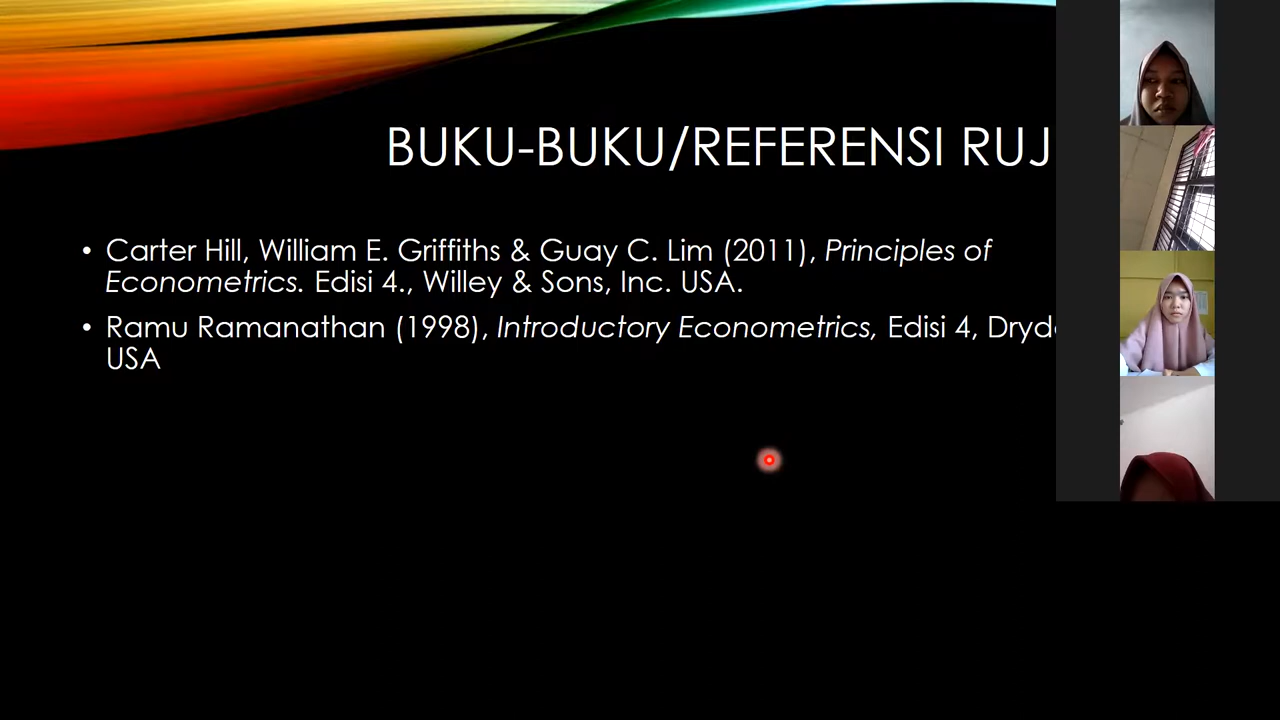 BUKU-BUKU/REFERENSI
Carter Hill, William E. Griffiths & Guay C. Lim (2011), Principles of
Econometrics. Edisi 4., Willey & Sons, Inc. USA.
Ramu Ramanathan (1998), Introductory Econometrics, Edisi 4,
USA